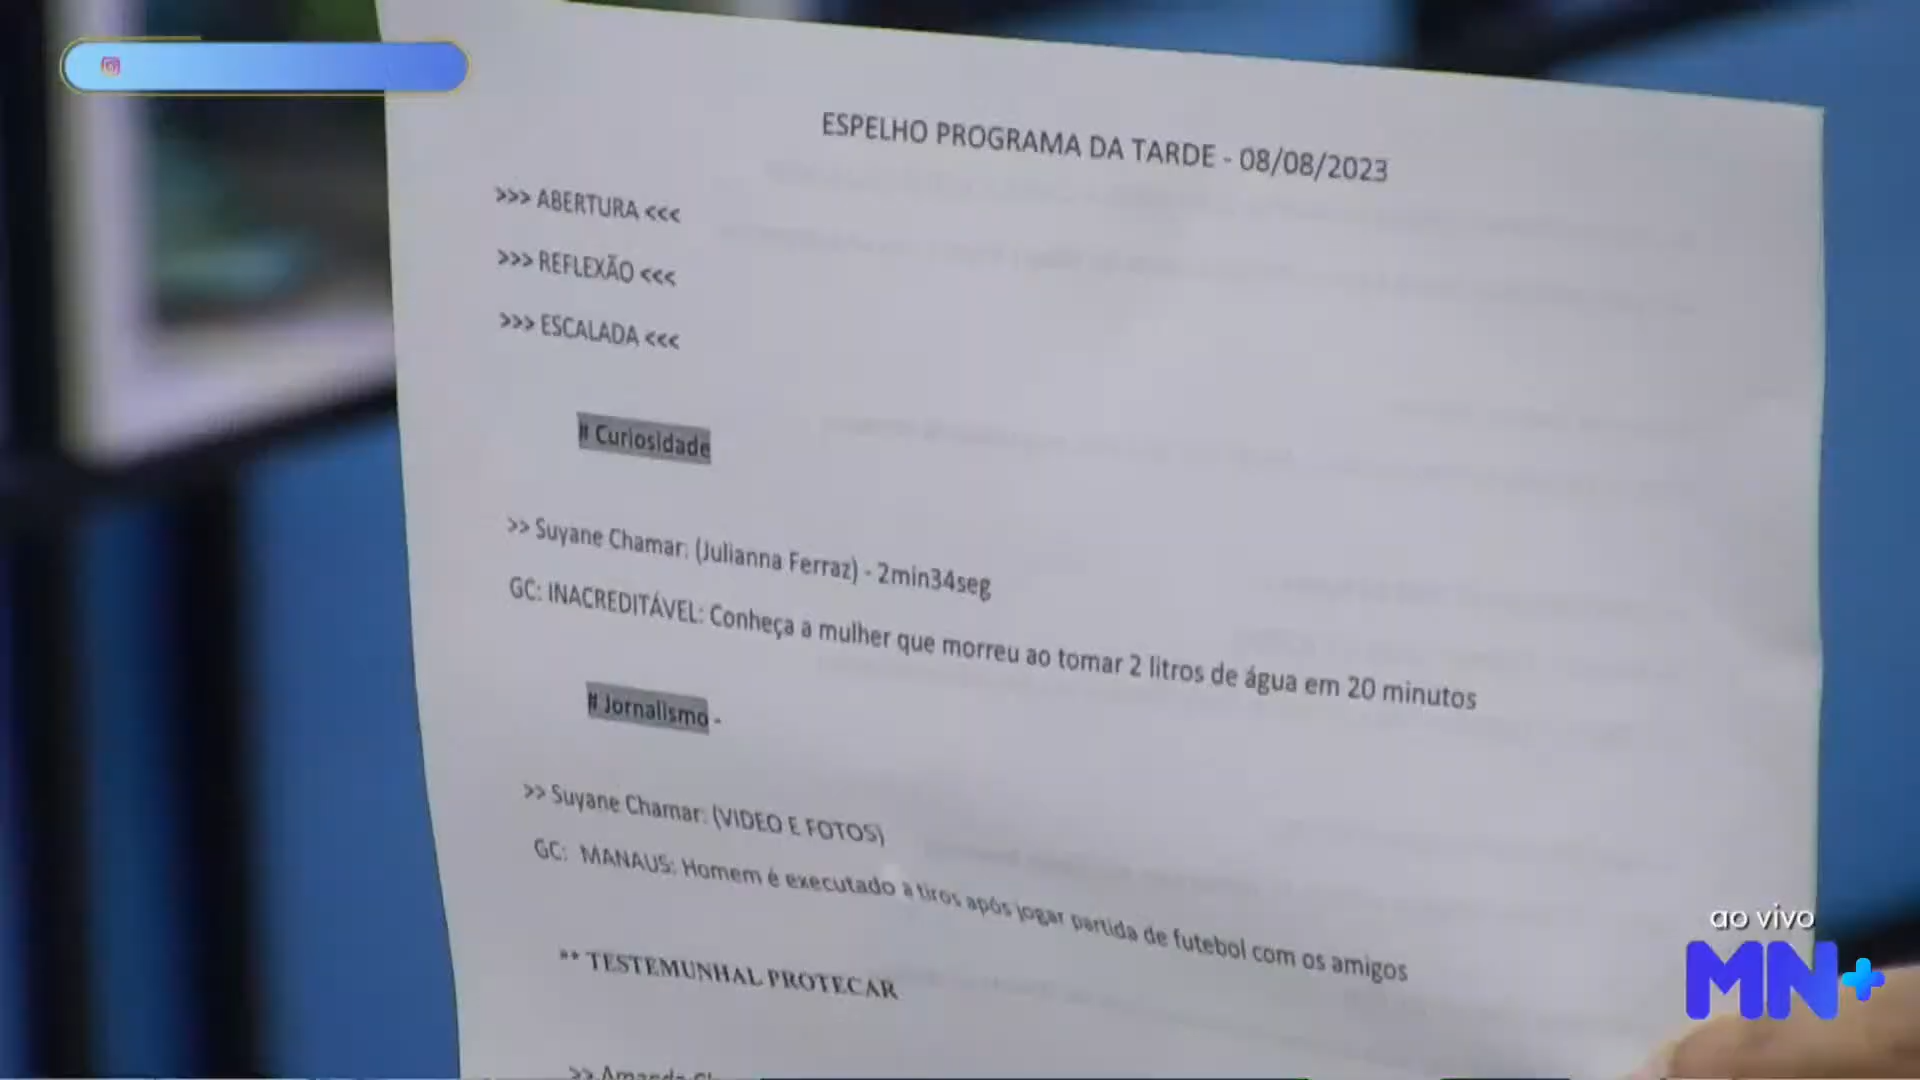 ESPELHO PROGRAMA DA TARDE - 08/08/2023
>>> ABERTURA <<<
>>> REFLEXÃO <<<
>>> ESCALADA <<<
# Curiosidade
>> Suyane Chamar: (Julianna Ferraz) - 2min34seg
GC: INACREDITÁVEL: Conheça a mulher que morreu ao tomar 2 litros de água em 20 minutos
# Jornalismo -
>> Suyane Chamar: (VIDEO E FOTOS)
GC: MANAUS: Homem é executado a tiros após jogar partida de futebol com os amigos
** TESTEMUNHAL PROTECAR
>> Amanda
ao vivo
MN+